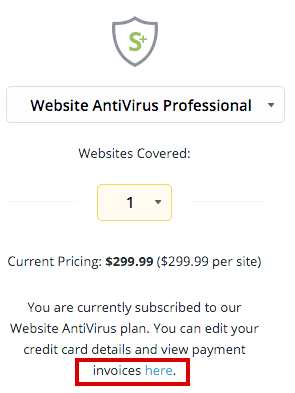 S+
Website AntiVirus Professional
Websites Covered:
1
Current Pricing: $299.99 ($299.99 per site)
You are currently subscribed to our
Website AntiVirus plan. You can edit your
credit card details and view payment
invoices here.